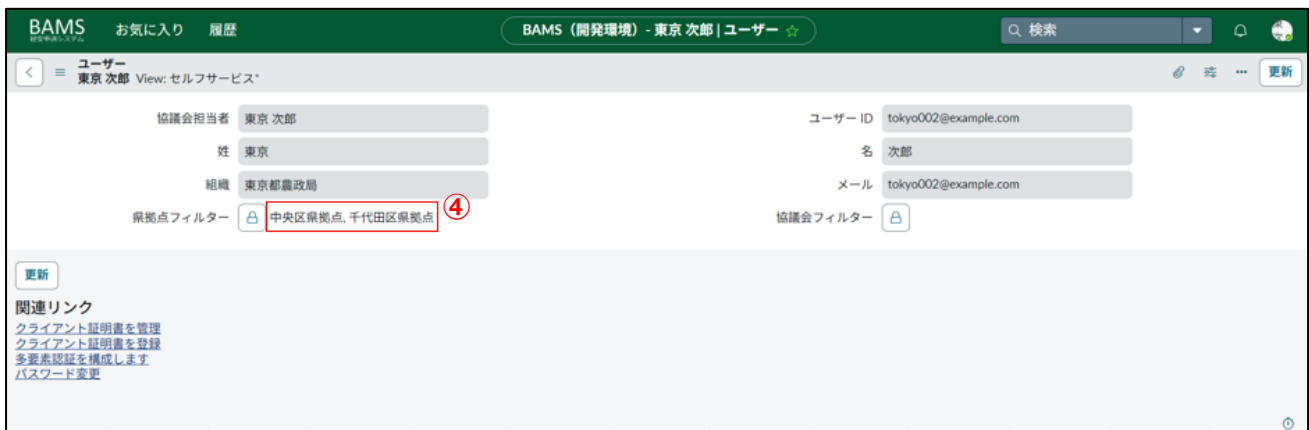 BAMS お気に入り 履歴 BAMS（開発環境）- 東京 次郎 | ユーザー ☆ 検索
経営申請システム
ユーザー
東京 次郎 View: セルフサービス*
更新
協議会担当者 東京 次郎 ユーザー ID tokyo002@example.com
姓 東京 名 次郎
組織 東京都農政局 メール tokyo002@example.com
県拠点フィルター 中央区県拠点, 千代田区県拠点 ④ 協議会フィルター
更新
関連リンク
クライアント証明書を管理
クライアント証明書を登録
多要素認証を構成します
パスワード変更